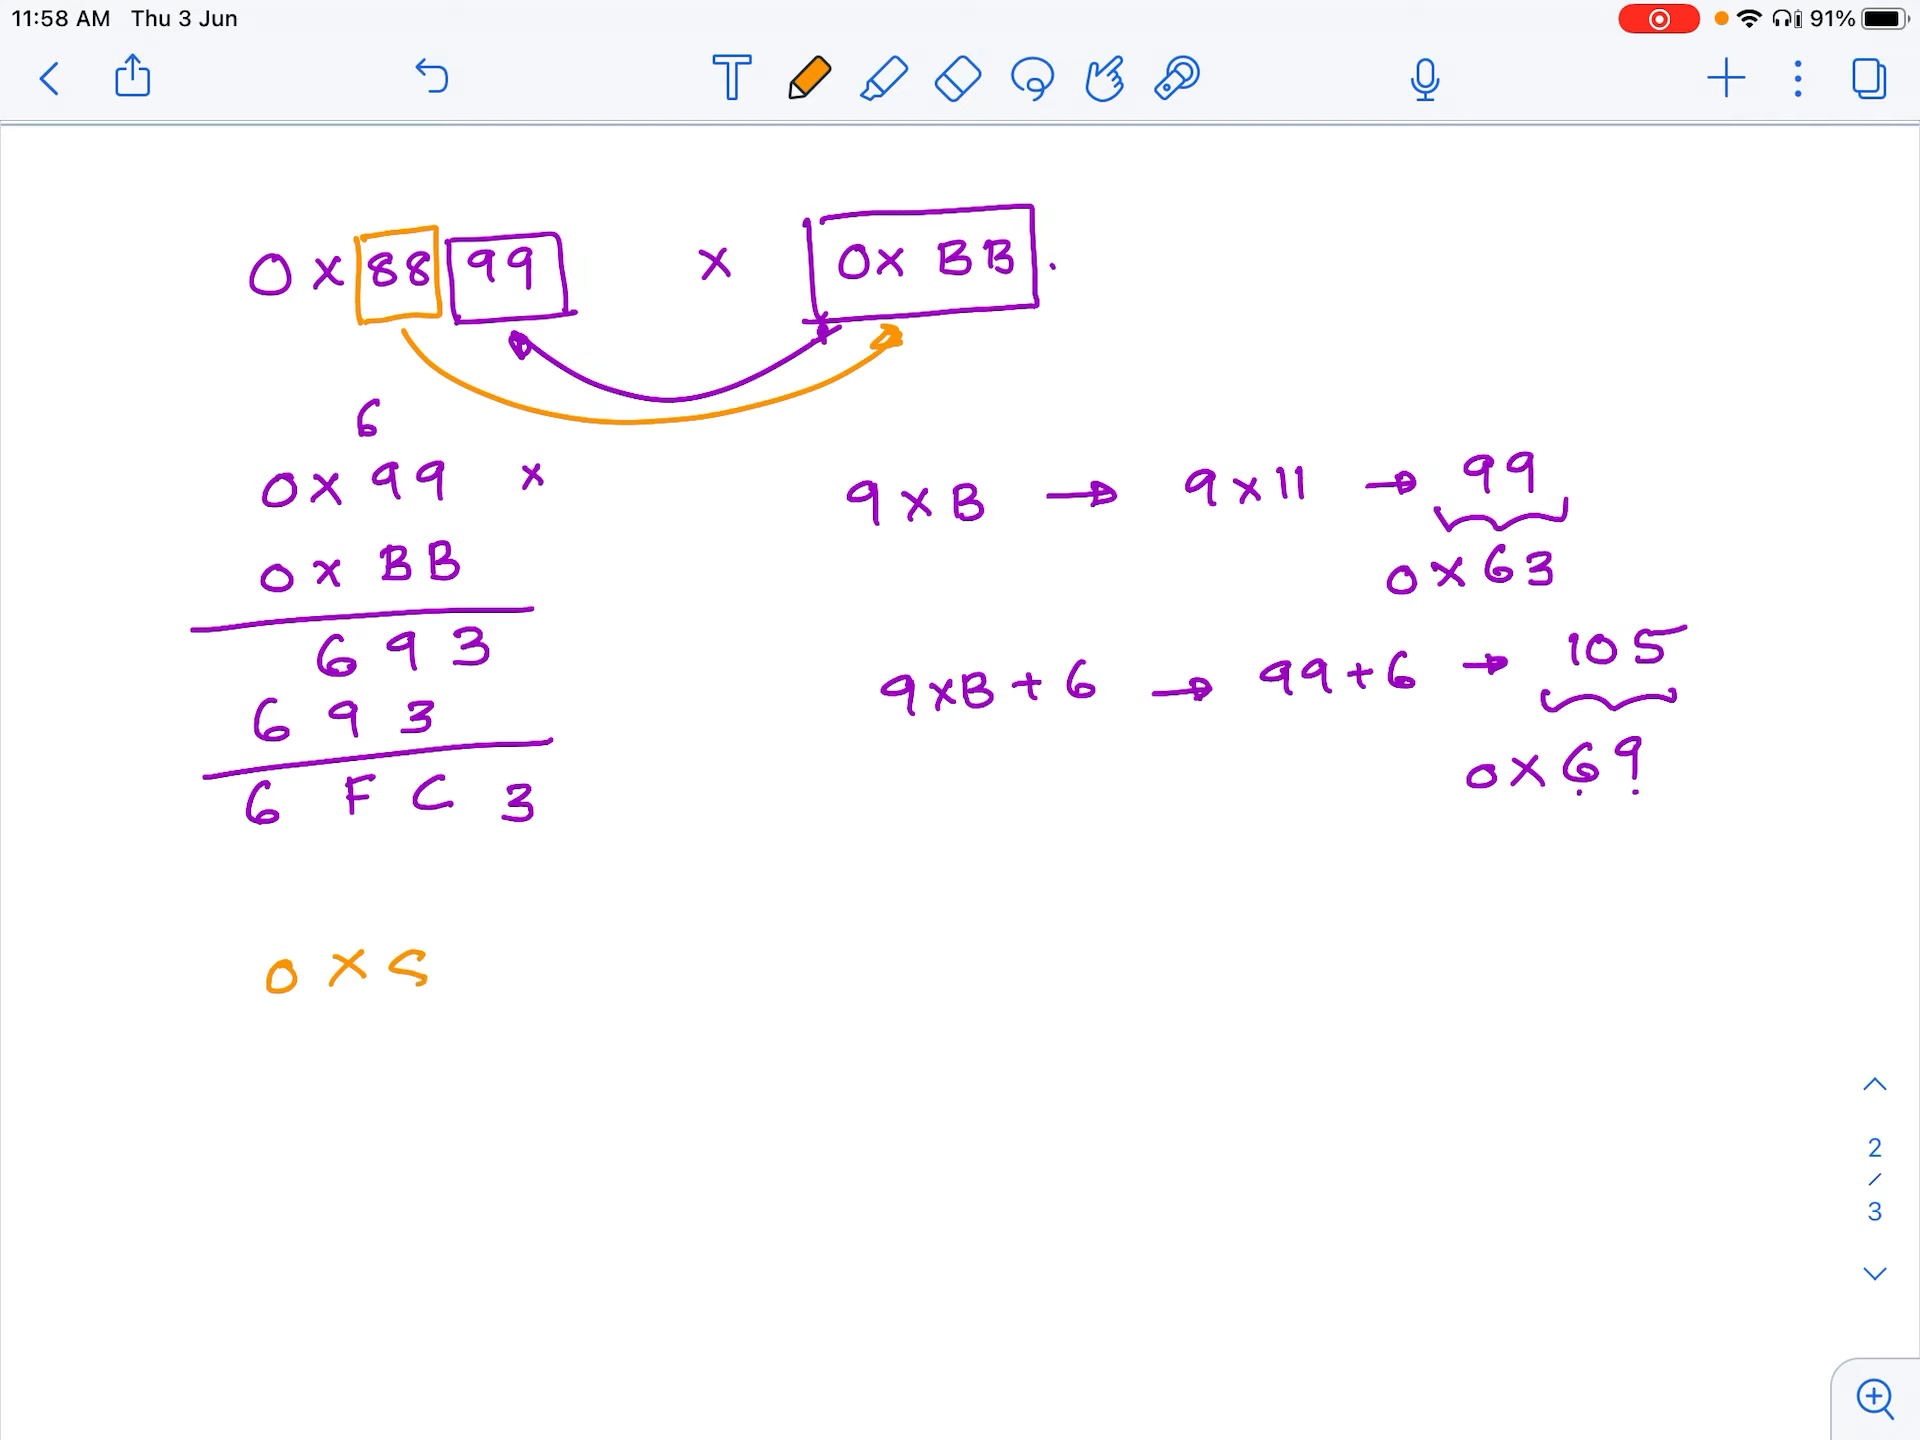 11:58 AM Thu 3 Jun 91%
T
0x 88 99 x 0x BB.
6
0x 99 x
0x BB
6 9 3
6 9 3
6 F C 3
9 x B → 9 x 11 → 99
0x63
9xB + 6 → 99 + 6 → 105
0x69
0 x
2
/
3